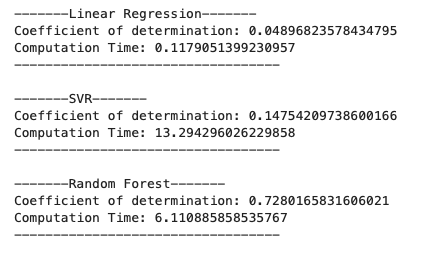 -------Linear Regression-------
Coefficient of determination: 0.04896823578434795
Computation Time: 0.1179051399230957
----------------------------------
-------SVR-------
Coefficient of determination: 0.14754209738600166
Computation Time: 13.294296026229858
----------------------------------
-------Random Forest-------
Coefficient of determination: 0.7280165831606021
Computation Time: 6.110885858535767
----------------------------------